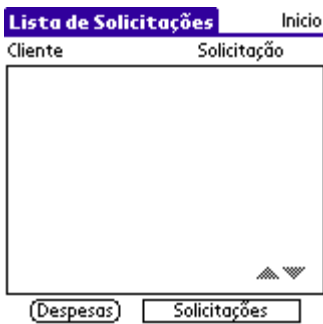 Lista de Solicitações Inicio
Cliente Solicitação
Despesas Solicitações